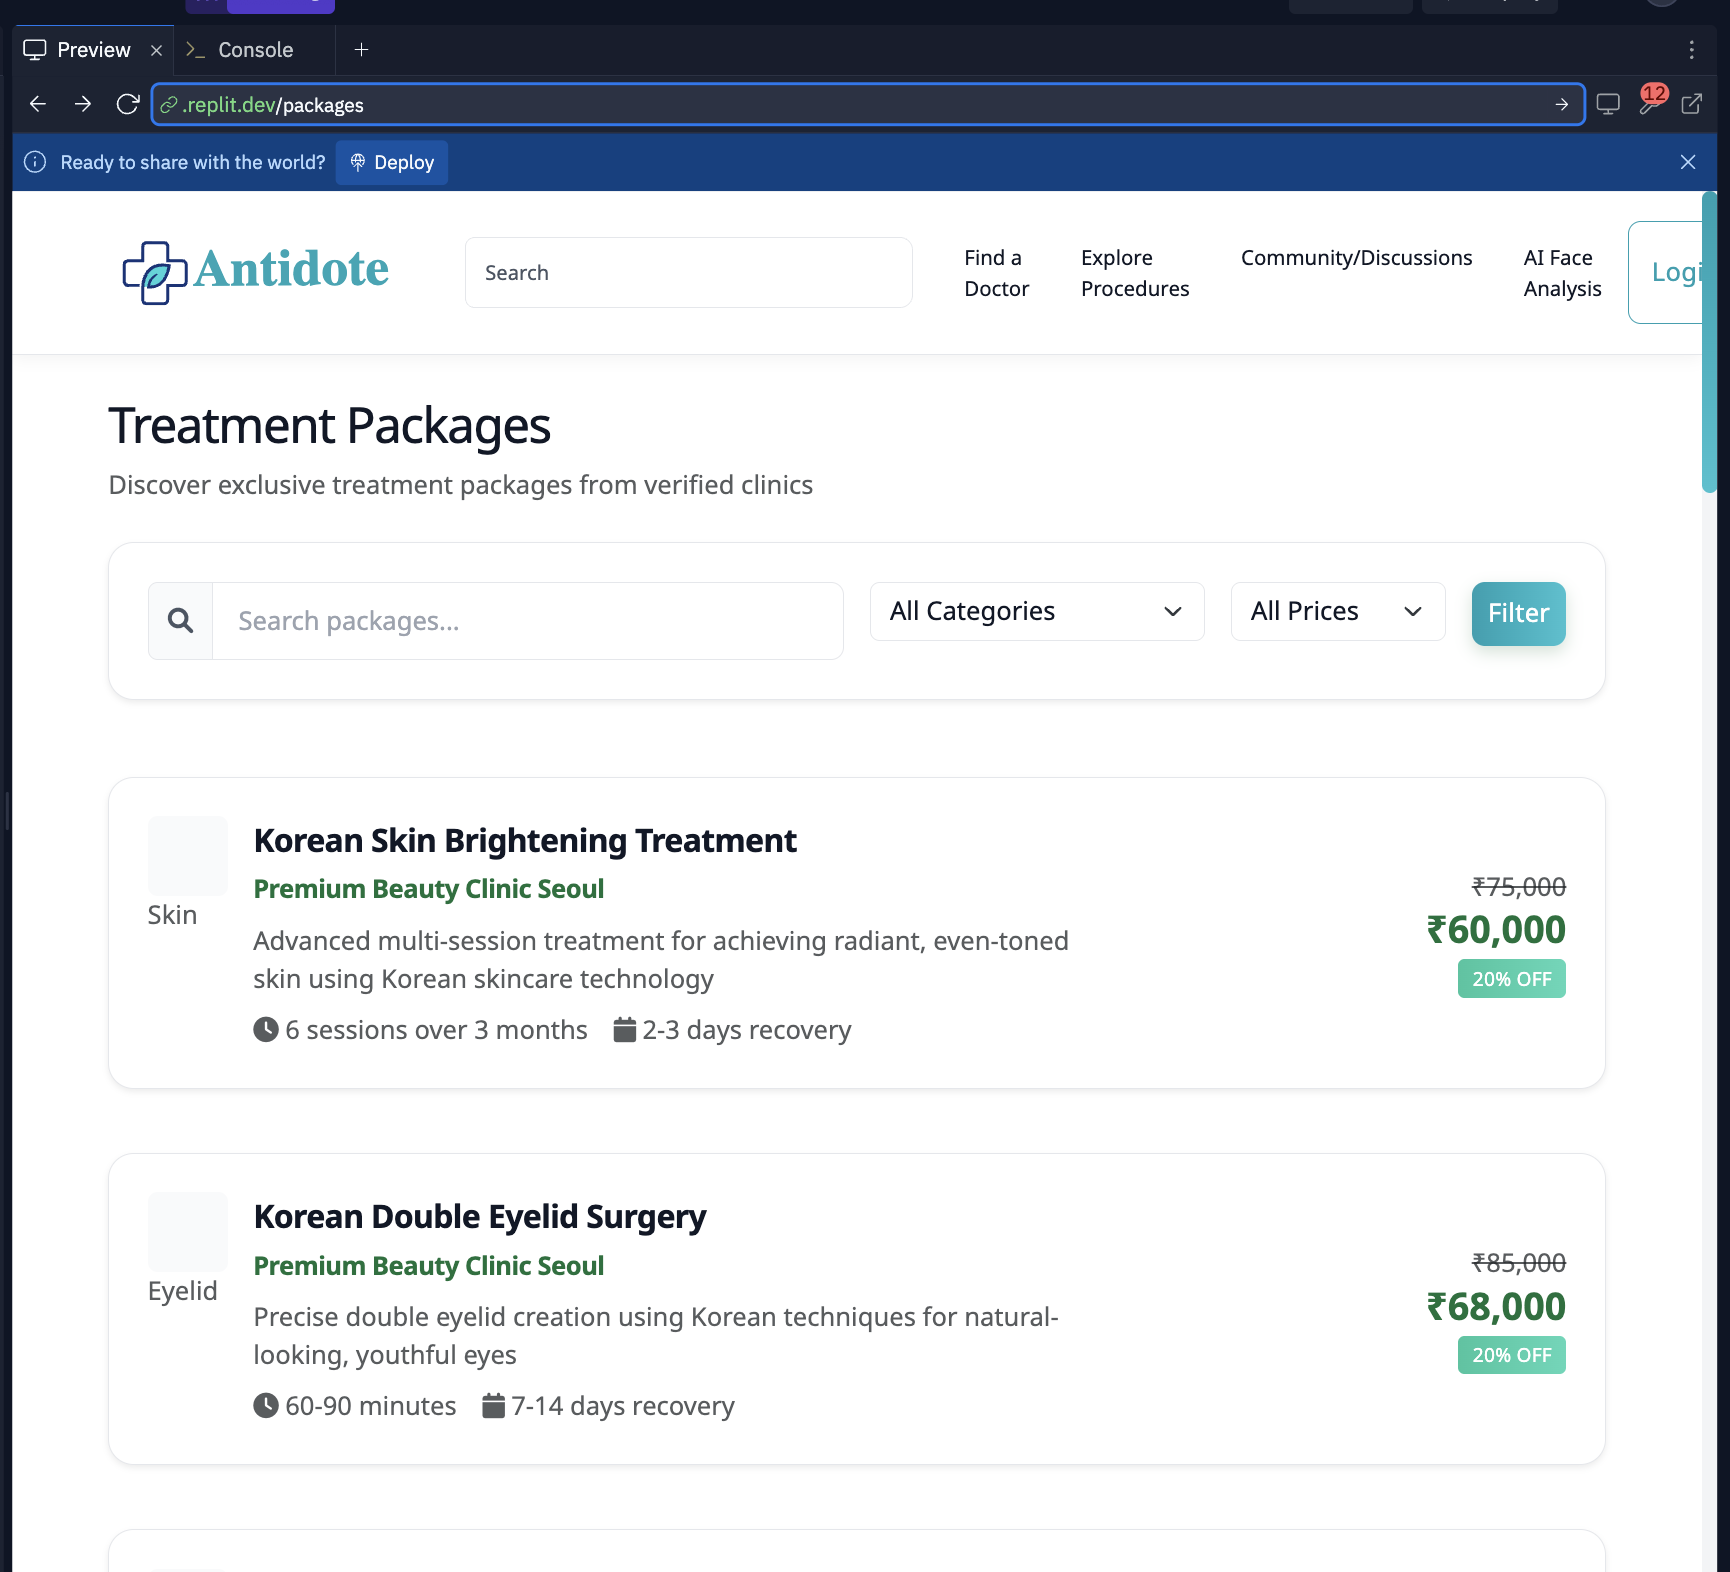 Preview
Console
.replit.dev/packages
12
Ready to share with the world?
Deploy
Antidote
Search
Find a
Doctor
Explore
Procedures
Community/Discussions
AI Face
Analysis
Logi
Treatment Packages
Discover exclusive treatment packages from verified clinics
Search packages...
All Categories
All Prices
Filter
Skin
Korean Skin Brightening Treatment
Premium Beauty Clinic Seoul
Advanced multi-session treatment for achieving radiant, even-toned
skin using Korean skincare technology
6 sessions over 3 months
2-3 days recovery
₹75,000
₹60,000
20% OFF
Eyelid
Korean Double Eyelid Surgery
Premium Beauty Clinic Seoul
Precise double eyelid creation using Korean techniques for natural-
looking, youthful eyes
60-90 minutes
7-14 days recovery
₹85,000
₹68,000
20% OFF